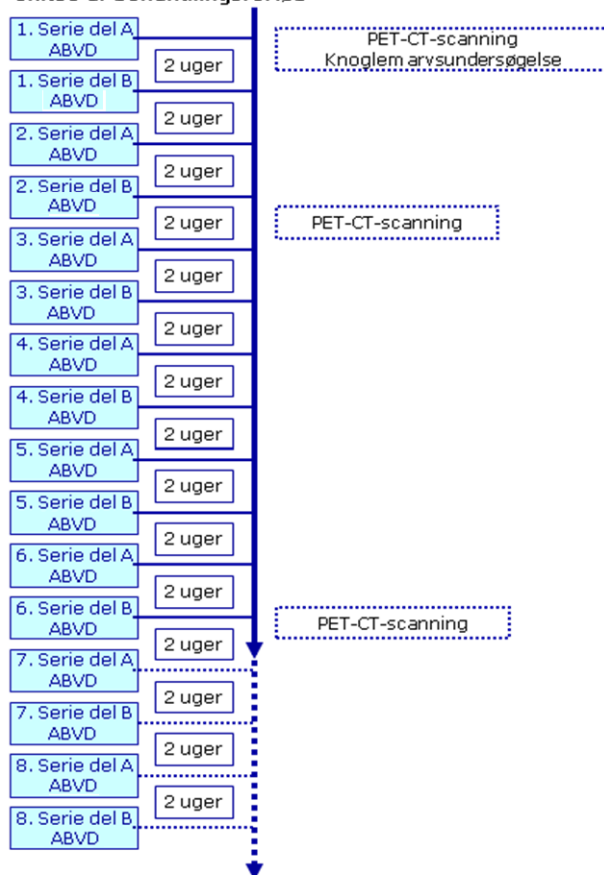 1. Serie del A
ABVD
PET-CT-scanning
Knoglem arvsundersøgelse
2 uger
1. Serie del B
ABVD
2 uger
2. Serie del A
ABVD
2 uger
2. Serie del B
ABVD
2 uger
PET-CT-scanning
3. Serie del A
ABVD
2 uger
3. Serie del B
ABVD
2 uger
4. Serie del A
ABVD
2 uger
4. Serie del B
ABVD
2 uger
5. Serie del A
ABVD
2 uger
5. Serie del B
ABVD
2 uger
6. Serie del A
ABVD
2 uger
6. Serie del B
ABVD
2 uger
PET-CT-scanning
7. Serie del A
ABVD
2 uger
7. Serie del B
ABVD
2 uger
8. Serie del A
ABVD
2 uger
8. Serie del B
ABVD